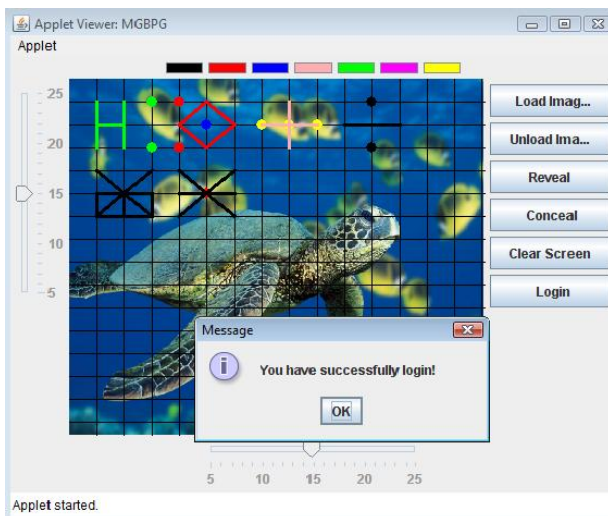 Applet Viewer: MGBPG
Applet
25
20
15
10
5
Load Imag...
Unload Ima...
Reveal
Conceal
Clear Screen
Login
Message
You have successfully login!
OK
5 10 15 20 25
Applet started.